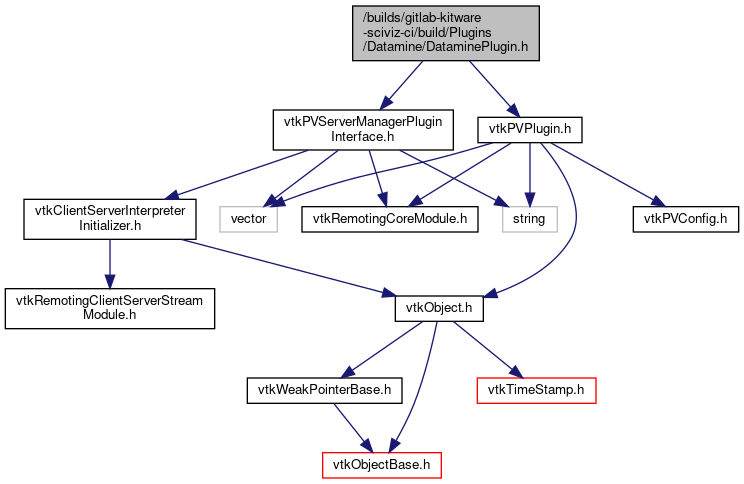 /builds/gitlab-kitware
-sciviz-ci/build/Plugins
/Datamine/DataminePlugin.h
vtkPVServerManagerPlugin
Interface.h
vtkPVPlugin.h
vtkClientServerInterpreter
Initializer.h
vector
vtkRemotingCoreModule.h
string
vtkPVConfig.h
vtkRemotingClientServerStream
Module.h
vtkObject.h
vtkWeakPointerBase.h
vtkTimeStamp.h
vtkObjectBase.h